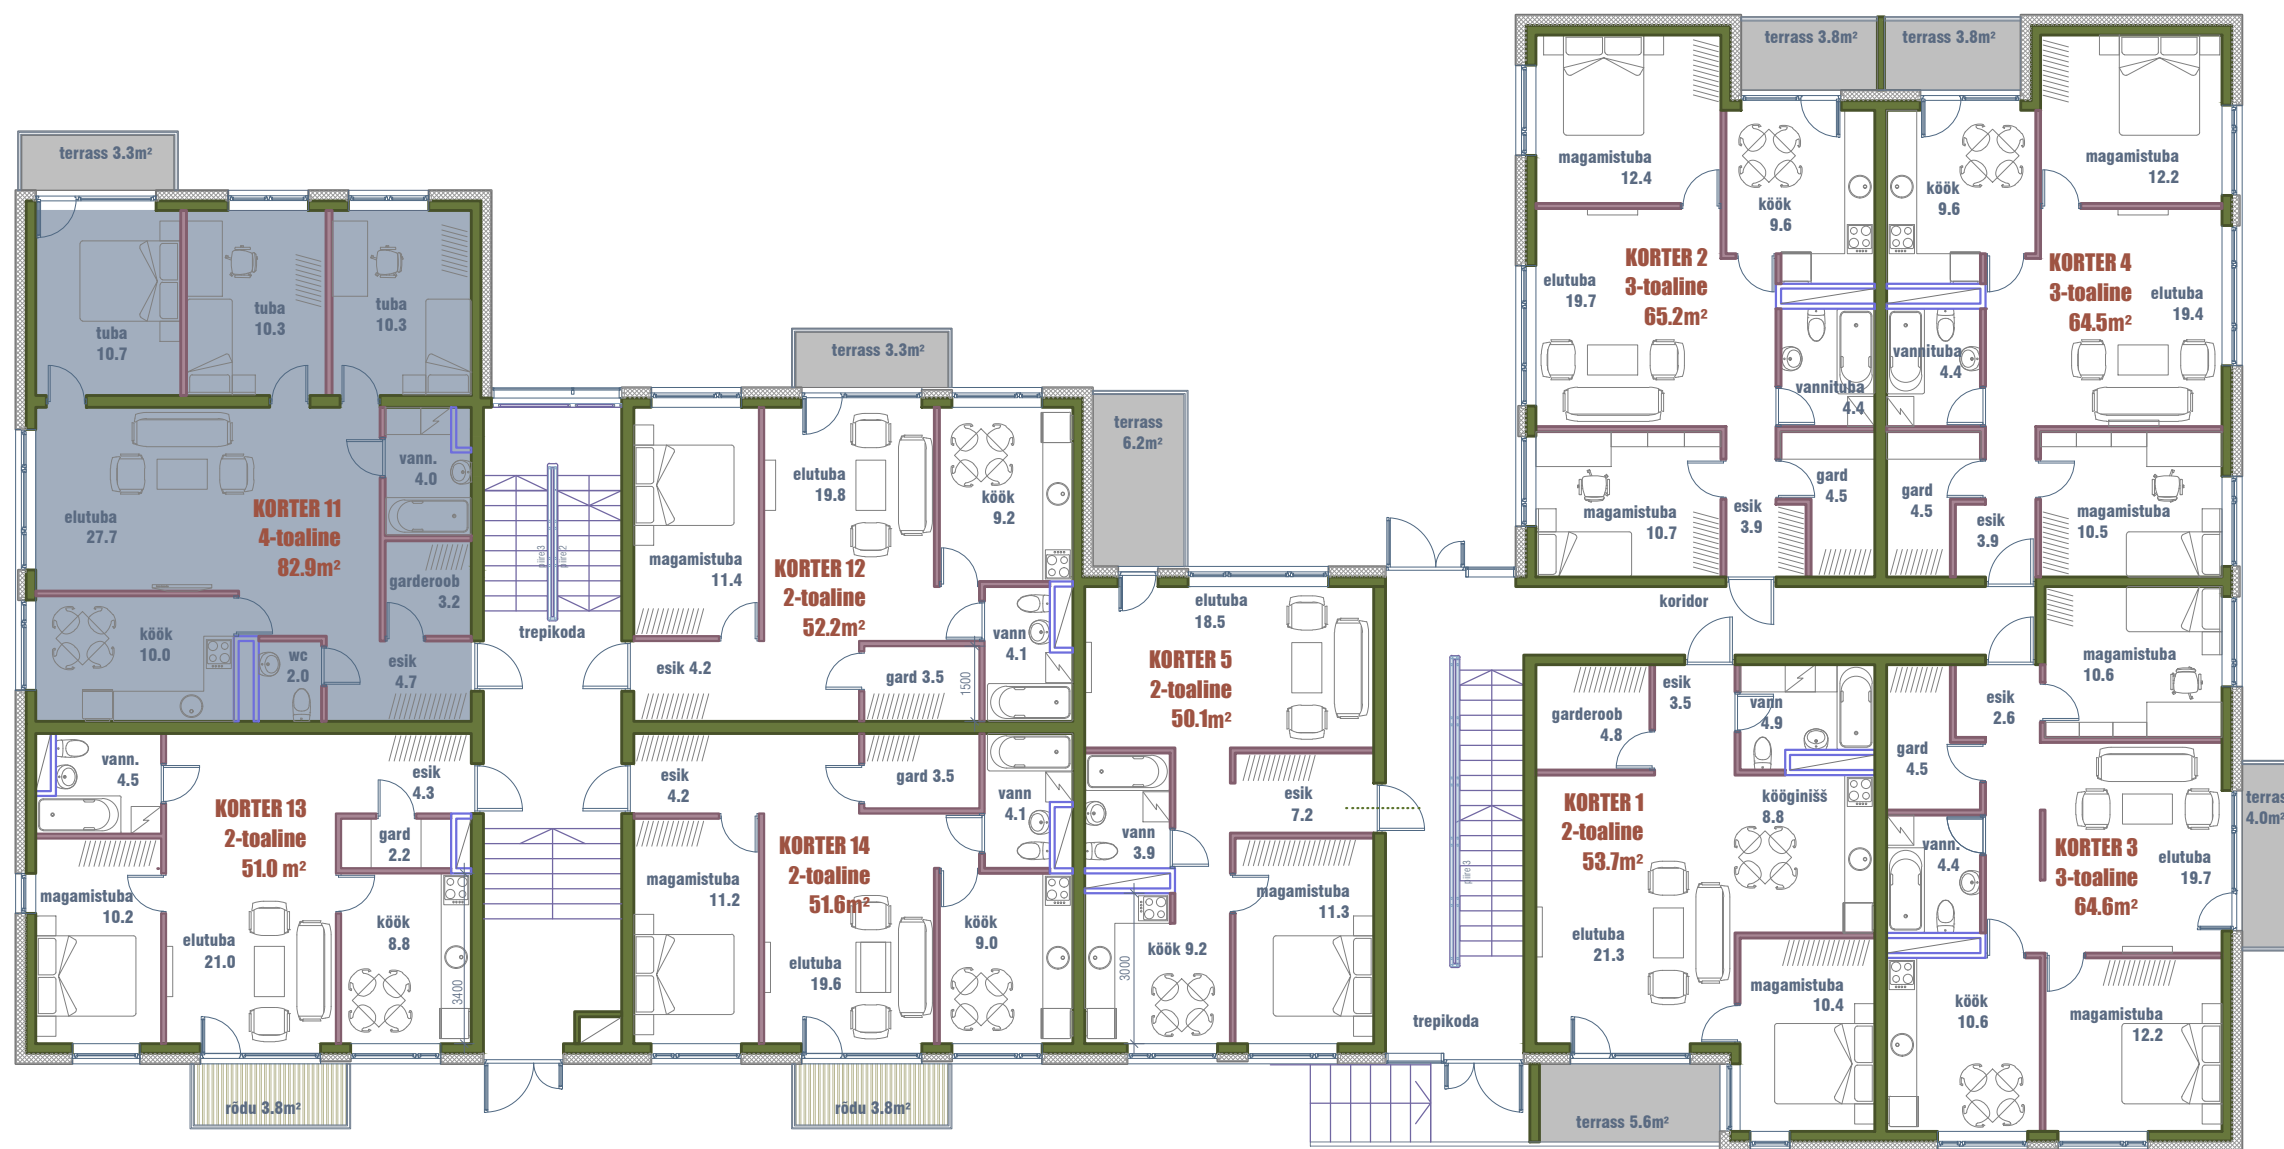 terrass 3.3m²
tuba
10.7
tuba
10.3
tuba
10.3
elutuba
27.7
KORTER 11
4-toaline
82.9m²
vann.
4.0
garderoob
3.2
köök
10.0
wc
2.0
esik
4.7
trepikoda
piire3
piire2
terrass 3.3m²
magamistuba
11.4
elutuba
19.8
köök
9.2
KORTER 12
2-toaline
52.2m²
vann
4.1
esik 4.2
gard 3.5
1500
vann.
4.5
esik
4.3
KORTER 13
2-toaline
51.0 m²
gard
2.2
magamistuba
10.2
elutuba
21.0
köök
8.8
3400
rõdu 3.8m²
esik
4.2
gard 3.5
vann
4.1
KORTER 14
2-toaline
51.6m²
magamistuba
11.2
elutuba
19.6
köök
9.0
rõdu 3.8m²
terrass
6.2m²
elutuba
18.5
KORTER 5
2-toaline
50.1m²
esik
7.2
vann
3.9
magamistuba
11.3
köök 9.2
3000
trepikoda
piire3
koridor
terrass 3.8m²
terrass 3.8m²
magamistuba
12.4
köök
9.6
KORTER 2
3-toaline
65.2m²
elutuba
19.7
vannituba
4.4
gard
4.5
magamistuba
10.7
esik
3.9
köök
9.6
magamistuba
12.2
KORTER 4
3-toaline
64.5m²
elutuba
19.4
vannituba
4.4
gard
4.5
esik
3.9
magamistuba
10.5
garderoob
4.8
esik
3.5
vann
4.9
KORTER 1
2-toaline
53.7m²
kööginišš
8.8
elutuba
21.3
magamistuba
10.4
terrass 5.6m²
magamistuba
10.6
esik
2.6
gard
4.5
vann.
4.4
KORTER 3
3-toaline
64.6m²
elutuba
19.7
köök
10.6
magamistuba
12.2
terras
4.0m²